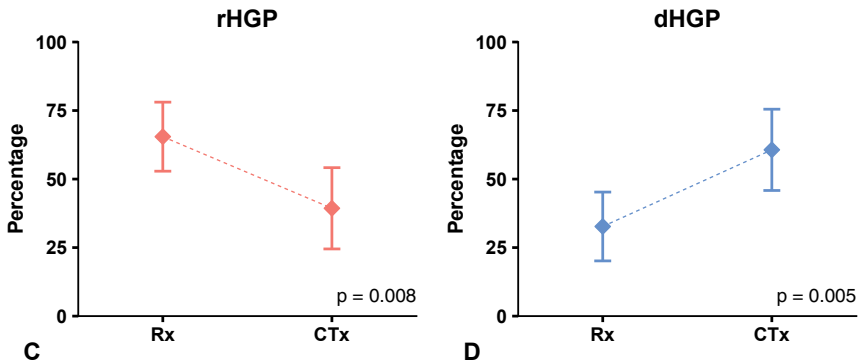 rHGP
Percentage
100
75
50
25
0
p = 0.008
Rx
CTx
C
dHGP
Percentage
100
75
50
25
0
p = 0.005
Rx
CTx
D